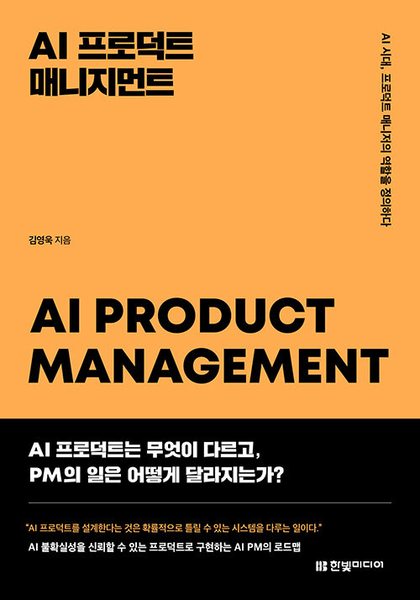 AI 프로덕트
매니지먼트
AI 시대, 프로덕트 매니저의 역할을 정의하다
김영욱 지음
AI PRODUCT
MANAGEMENT
AI 프로덕트는 무엇이 다르고,
PM의 일은 어떻게 달라지는가?
“AI 프로덕트를 설계한다는 것은 확률적으로 틀릴 수 있는 시스템을 다루는 일이다.”
AI 불확실성을 신뢰할 수 있는 프로덕트로 구현하는 AI PM의 로드맵
한빛미디어